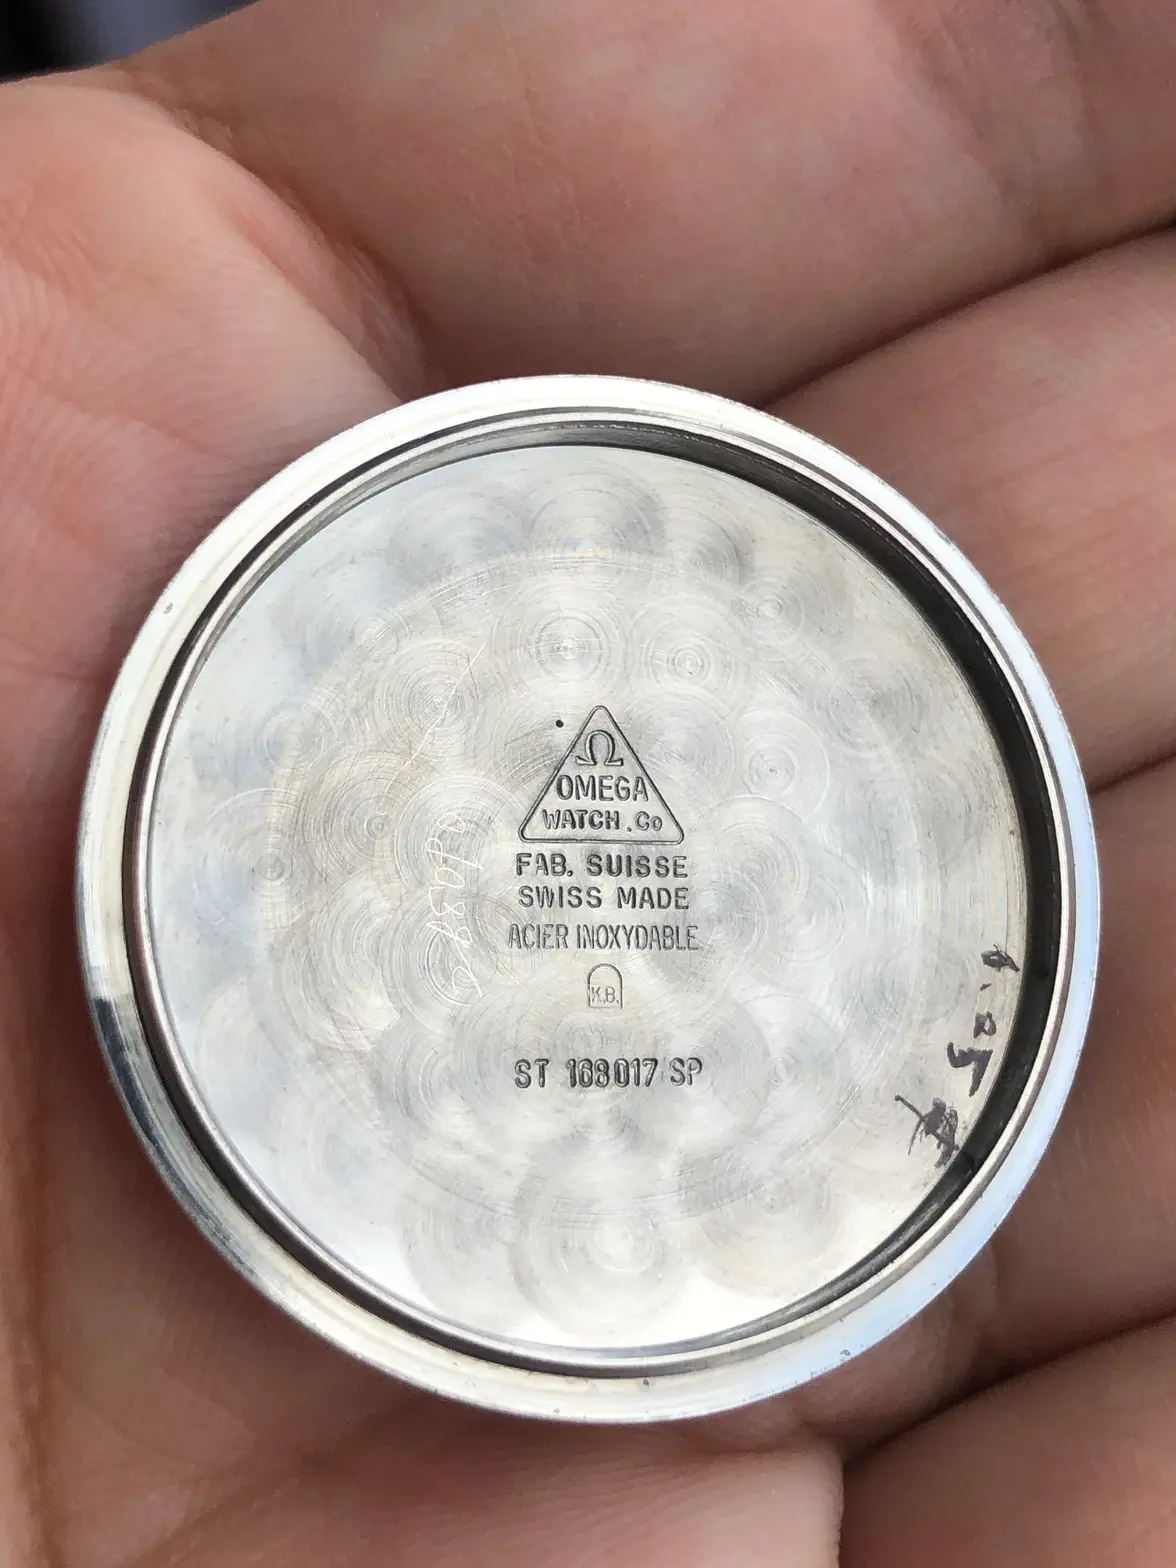 Ω
OMEGA
WATCH.Co
FAB. SUISSE
SWISS MADE
ACIER INOXYDABLE
K.B.
ST 168017 SP